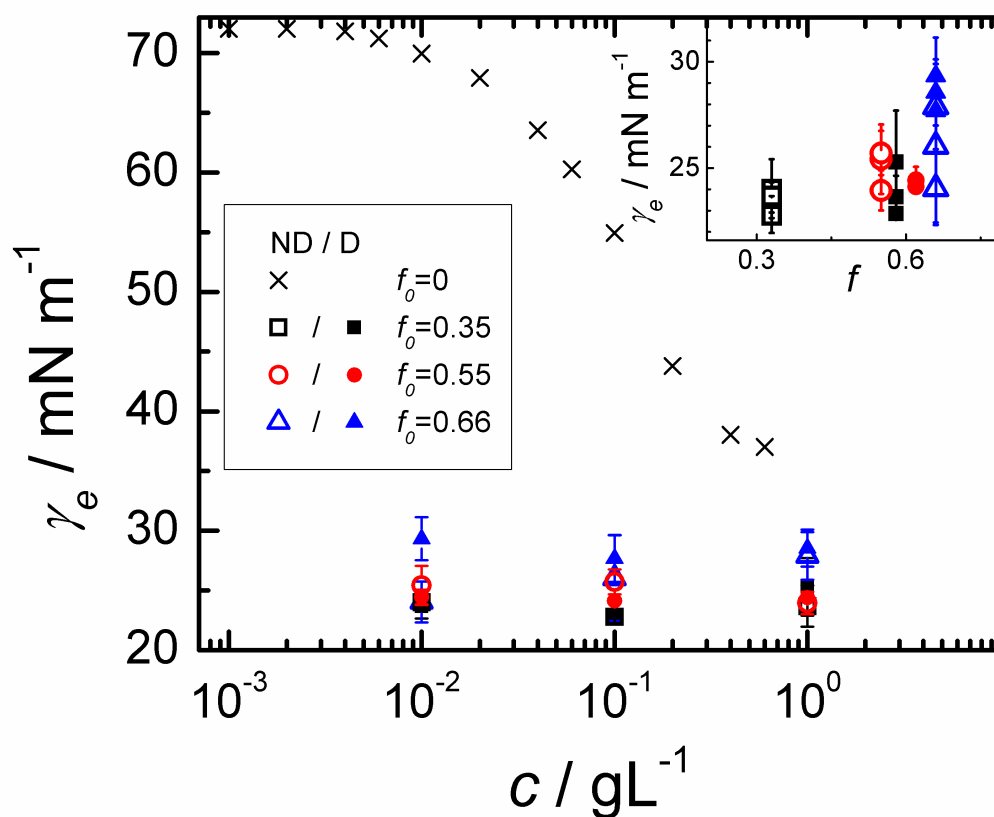 70
60
50
40
30
20
γₑ / mN m⁻¹
10⁻³ 10⁻² 10⁻¹ 10⁰
c / gL⁻¹
ND / D
f₀=0
/ f₀=0.35
/ f₀=0.55
/ f₀=0.66
30
25
γₑ / mN m⁻¹
0.3 0.6
f